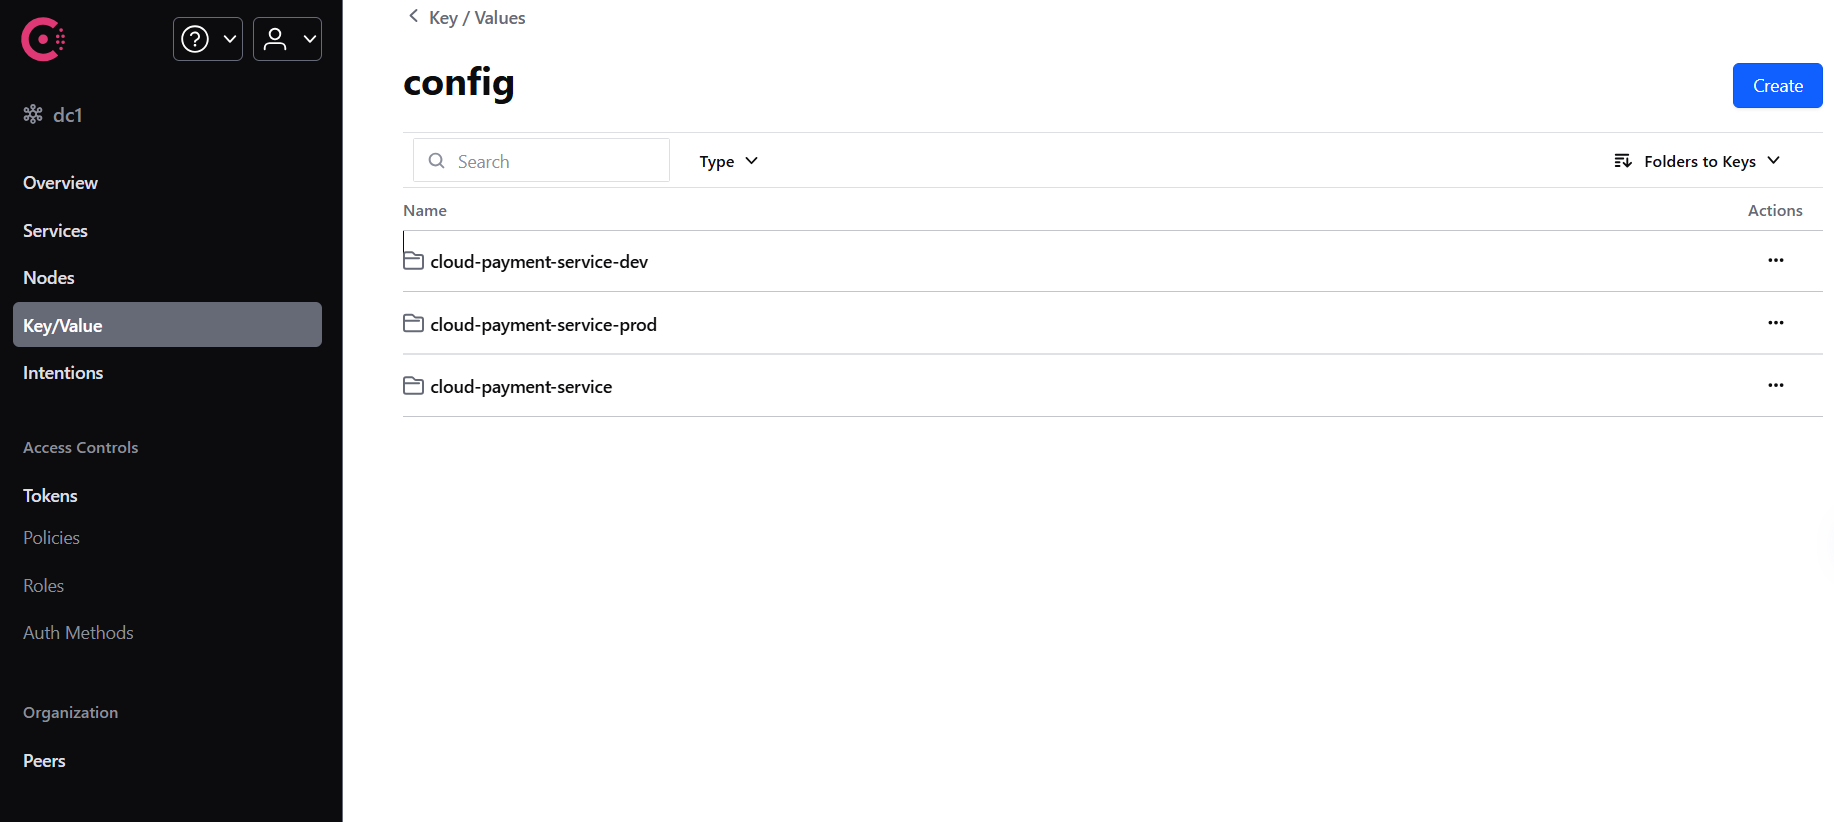 Key / Values
config
Create
dc1
Search
Type
Folders to Keys
Overview
Services
Nodes
Key/Value
Intentions
Access Controls
Tokens
Policies
Roles
Auth Methods
Organization
Peers
Name
Actions
cloud-payment-service-dev
cloud-payment-service-prod
cloud-payment-service